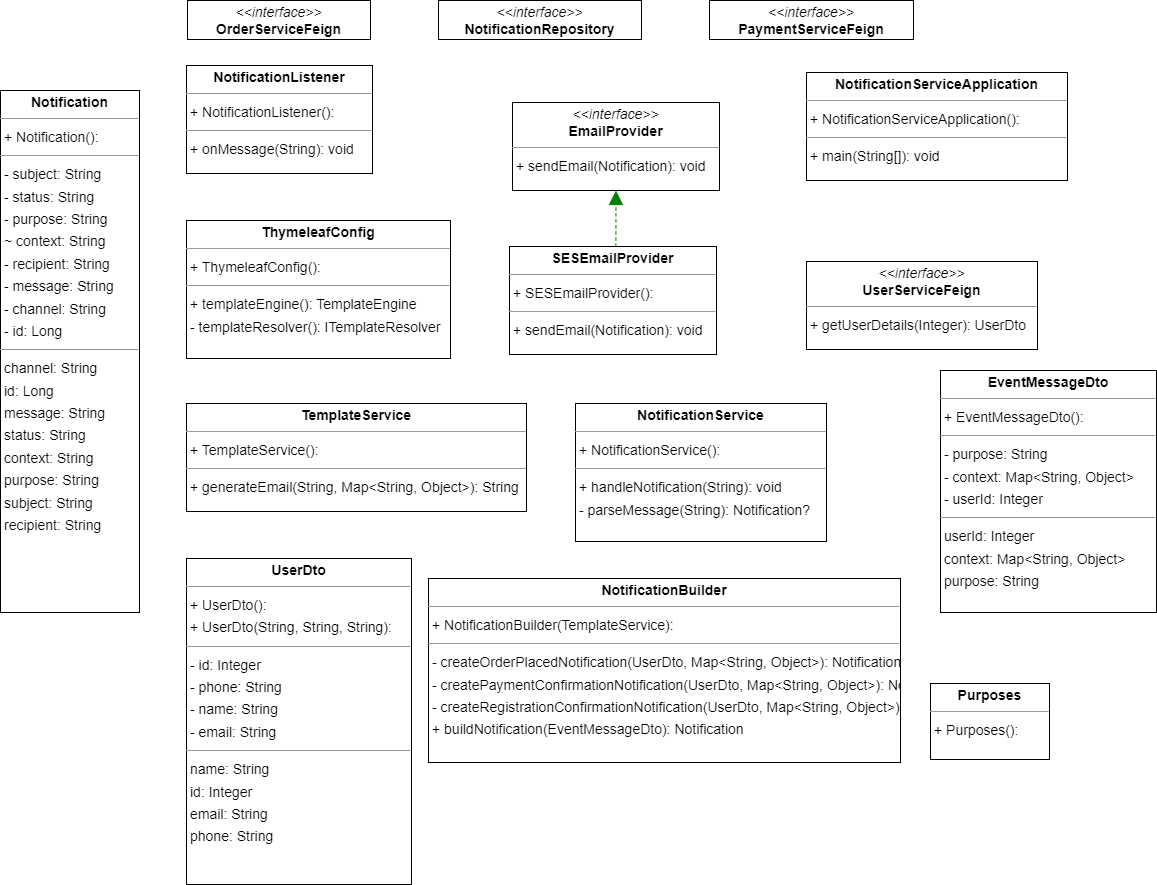 <<interface>>
OrderServiceFeign
<<interface>>
NotificationRepository
<<interface>>
PaymentServiceFeign
Notification
+ Notification():
- subject: String
- status: String
- purpose: String
~ context: String
- recipient: String
- message: String
- channel: String
- id: Long
channel: String
id: Long
message: String
status: String
context: String
purpose: String
subject: String
recipient: String
NotificationListener
+ NotificationListener():
+ onMessage(String): void
<<interface>>
EmailProvider
+ sendEmail(Notification): void
NotificationServiceApplication
+ NotificationServiceApplication():
+ main(String[]): void
ThymeleafConfig
+ ThymeleafConfig():
+ templateEngine(): TemplateEngine
- templateResolver(): ITemplateResolver
SESEmailProvider
+ SESEmailProvider():
+ sendEmail(Notification): void
<<interface>>
UserServiceFeign
+ getUserDetails(Integer): UserDto
TemplateService
+ TemplateService():
+ generateEmail(String, Map<String, Object>): String
NotificationService
+ NotificationService():
+ handleNotification(String): void
- parseMessage(String): Notification?
EventMessageDto
+ EventMessageDto():
- purpose: String
- context: Map<String, Object>
- userId: Integer
userId: Integer
context: Map<String, Object>
purpose: String
UserDto
+ UserDto():
+ UserDto(String, String, String):
- id: Integer
- phone: String
- name: String
- email: String
name: String
id: Integer
email: String
phone: String
NotificationBuilder
+ NotificationBuilder(TemplateService):
- createOrderPlacedNotification(UserDto, Map<String, Object>): Notification
- createPaymentConfirmationNotification(UserDto, Map<String, Object>):
- createRegistrationConfirmationNotification(UserDto, Map<String, Object>)
+ buildNotification(EventMessageDto): Notification
Purposes
+ Purposes():